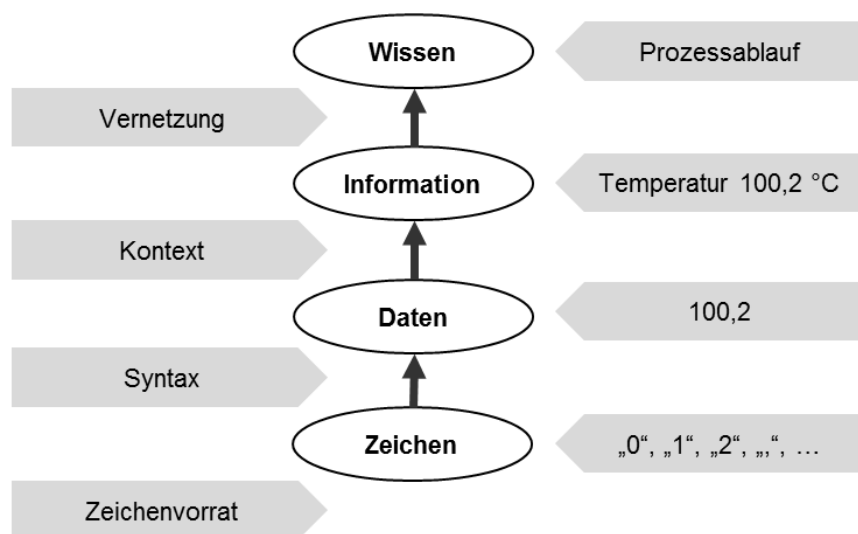 Wissen
Prozessablauf
Vernetzung
Information
Temperatur 100,2 °C
Kontext
Daten
100,2
Syntax
Zeichen
„0“, „1“, „2“, „,“, …
Zeichenvorrat